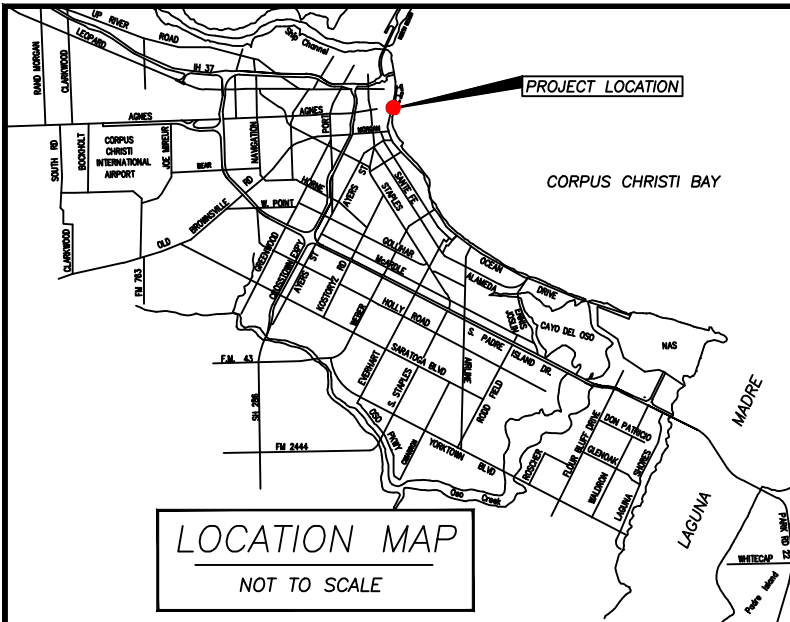 UP RIVER
ROAD
LEOPARD
Ship Channel
IH 37
RAND MORGAN
CLARKWOOD
PROJECT LOCATION
AGNES
AGNES
PORT
NAVIGATION
MORGAN
SOUTH RD
BOCKHOLT
CORPUS
CHRISTI
INTERNATIONAL
AIRPORT
JOE MIREUR
BEAR
HORNE
AYERS ST
SANTE FE.
STAPLES
CORPUS CHRISTI BAY
W. POINT
OLD
BROWNSVILLE
RD
CLARKWOOD
FM 763
GREENWOOD
CROSSTOWN EXPY
AYERS ST
KOSTORYZ RD
GOLLIHAR
McARDLE
WEBER
HOLLY ROAD
ALAMEDA
OCEAN
DRIVE
ENNIS
JOSLIN
CAYO DEL OSO
NAS
S. PADRE
ISLAND DR.
F.M. 43
SH 286
EVERHART
SARATOGA BLVD
S. STAPLES
AIRLINE
RODD FIELD
MADRE
FLOUR BLUFF DRIVE
DON PATRICIO
GLENOAK
WALDRON
SHORES
LAGUNA
ROSCHER
FM 2444
OSO
PKWY
CIMARRON
YORKTOWN
BLVD
Oso Creek
LAGUNA
PARK RD 22
WHITECAP
Padre Island
LOCATION MAP
NOT TO SCALE